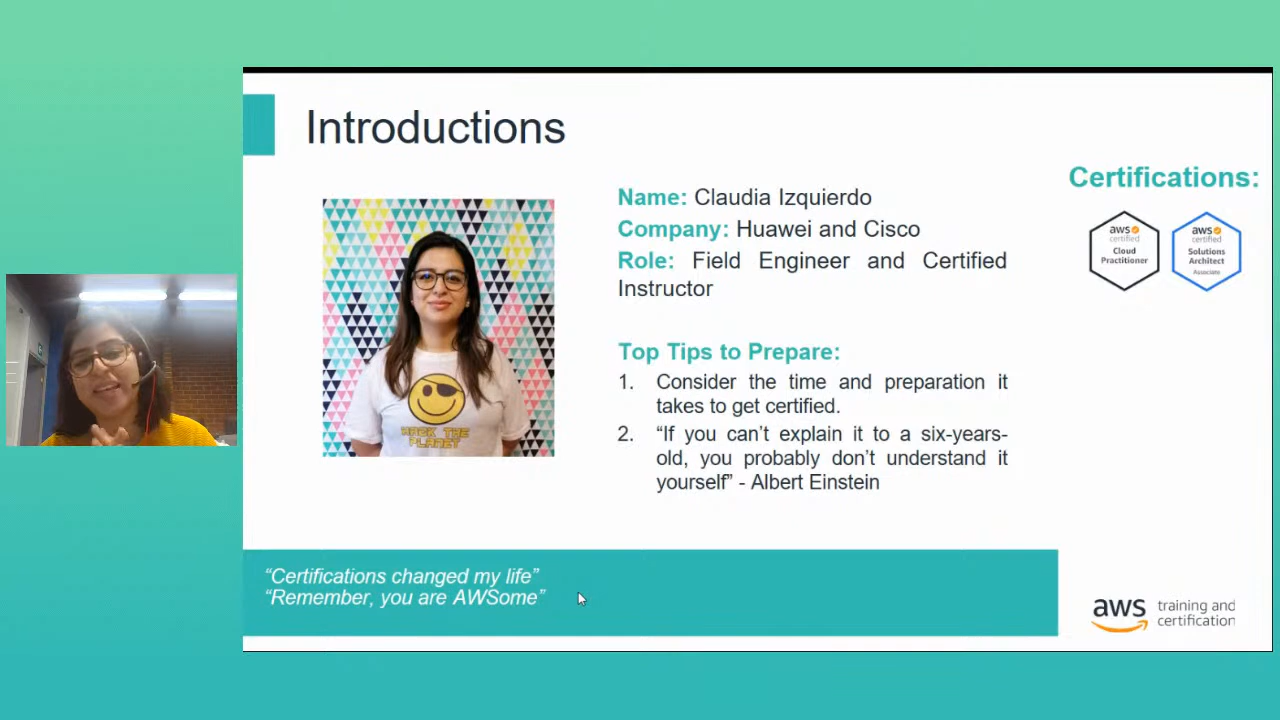 Introductions
Name: Claudia Izquierdo
Company: Huawei and Cisco
Role: Field Engineer and Certified
Instructor
Top Tips to Prepare:
1. Consider the time and preparation it
takes to get certified.
2. “If you can’t explain it to a six-years-
old, you probably don’t understand it
yourself” - Albert Einstein
Certifications:
aws
certified
Cloud
Practitioner
aws
certified
Solutions
Architect
Associate
HACK THE
PLANET
“Certifications changed my life”
“Remember, you are AWSome”
aws training and
certification